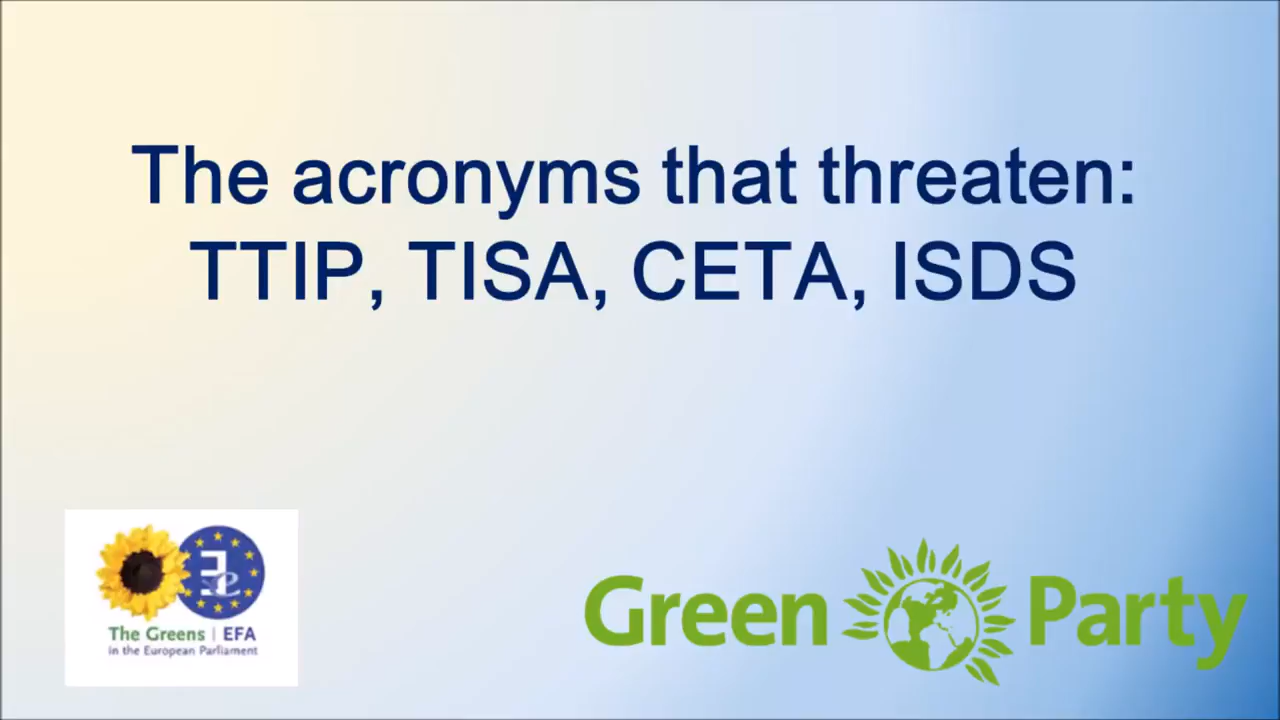 The acronyms that threaten:
TTIP, TISA, CETA, ISDS
The Greens | EFA
in the European Parliament
Green Party